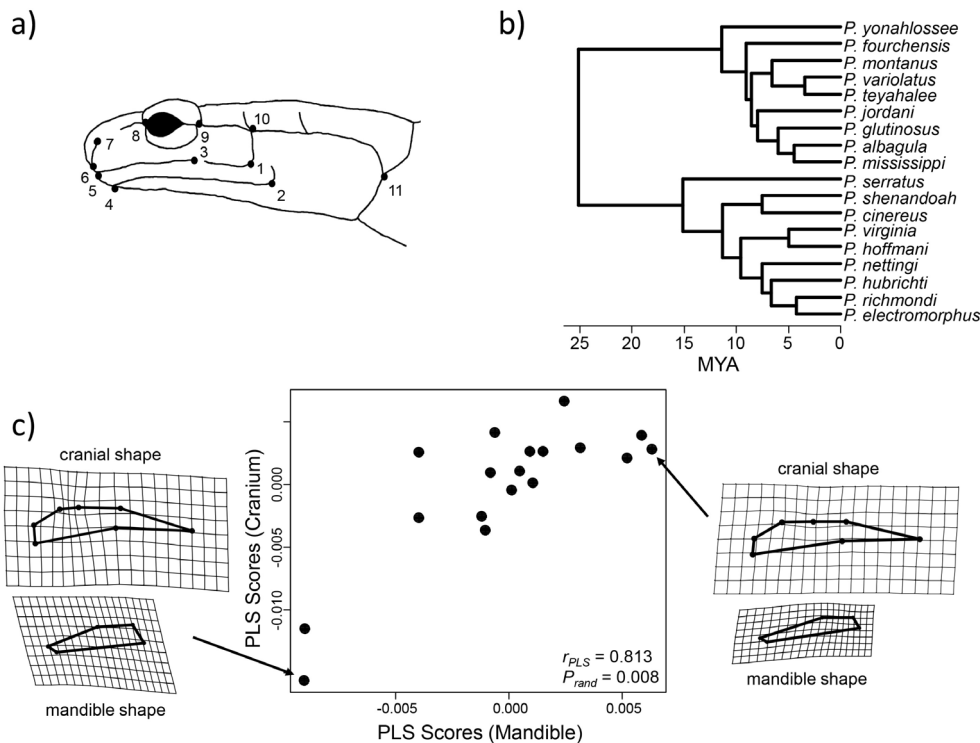 a)
10
8
9
7
3
1
6
5
2
4
11
b)
P. yonahlossee
P. fourchensis
P. montanus
P. variolatus
P. teyahalee
P. jordani
P. glutinosus
P. albagula
P. mississippi
P. serratus
P. shenandoah
P. cinereus
P. virginia
P. hoffmani
P. nettingi
P. hubrichti
P. richmondi
P. electromorphus
25 20 15 10 5 0
MYA
c)
cranial shape
mandible shape
PLS Scores (Cranium)
0.000
-0.005
-0.010
rPLS = 0.813
Prand = 0.008
-0.005 0.000 0.005
PLS Scores (Mandible)
cranial shape
mandible shape